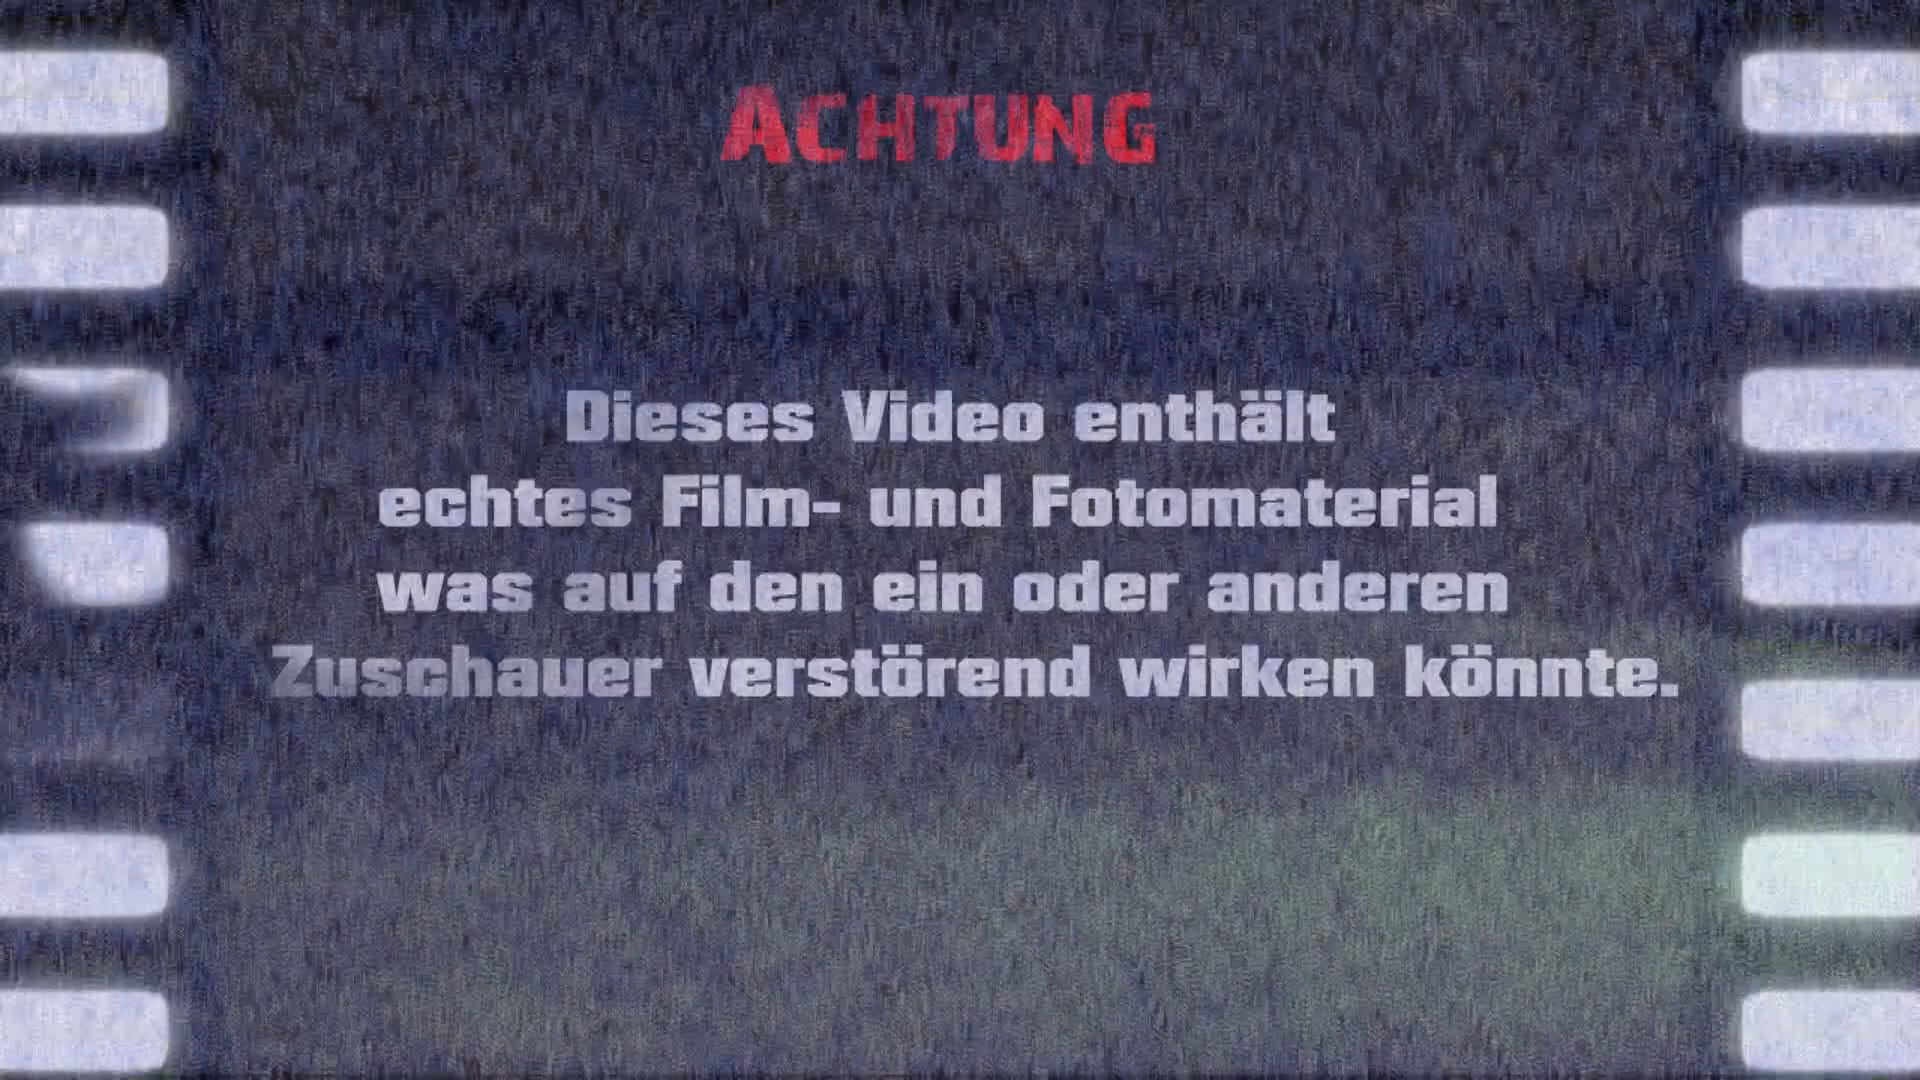 ACHTUNG
Dieses Video enthält
echtes Film- und Fotomaterial
was auf den ein oder anderen
Zuschauer verstörend wirken könnte.